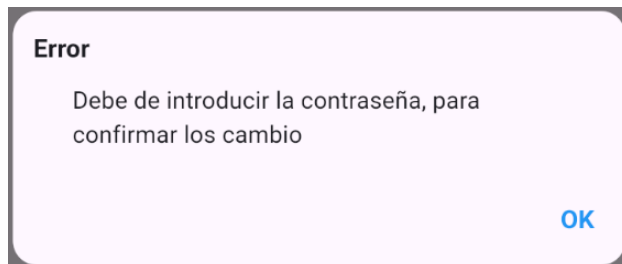 Error
Debe de introducir la contraseña, para
confirmar los cambio
OK